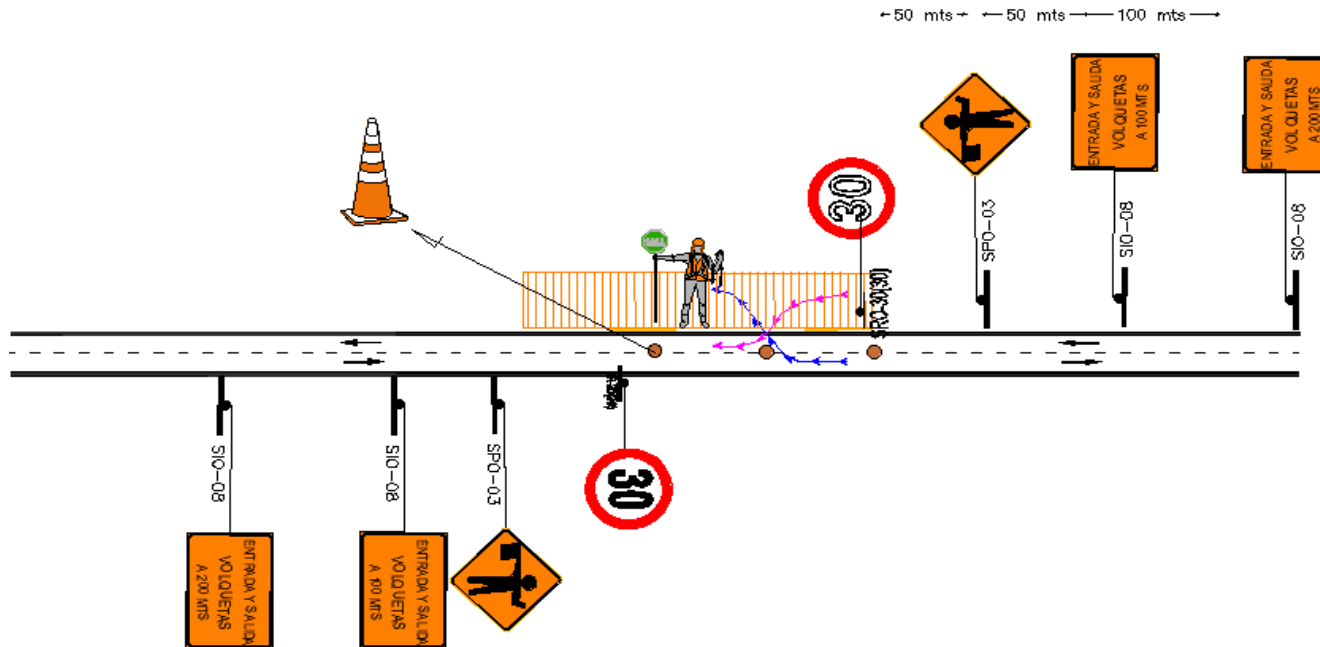 50 mts
50 mts
100 mts
ENTRADA Y SALIDA
VOLQUETAS
A 100 MTS
ENTRADA Y SALIDA
VOLQUETAS
A 200 MTS
30
SPO-03
SIO-08
SIO-08
SIO-08
SIO-08
SPO-03
30
ENTRADA Y SALIDA
VOLQUETAS
A 200 MTS
ENTRADA Y SALIDA
VOLQUETAS
A 100 MTS